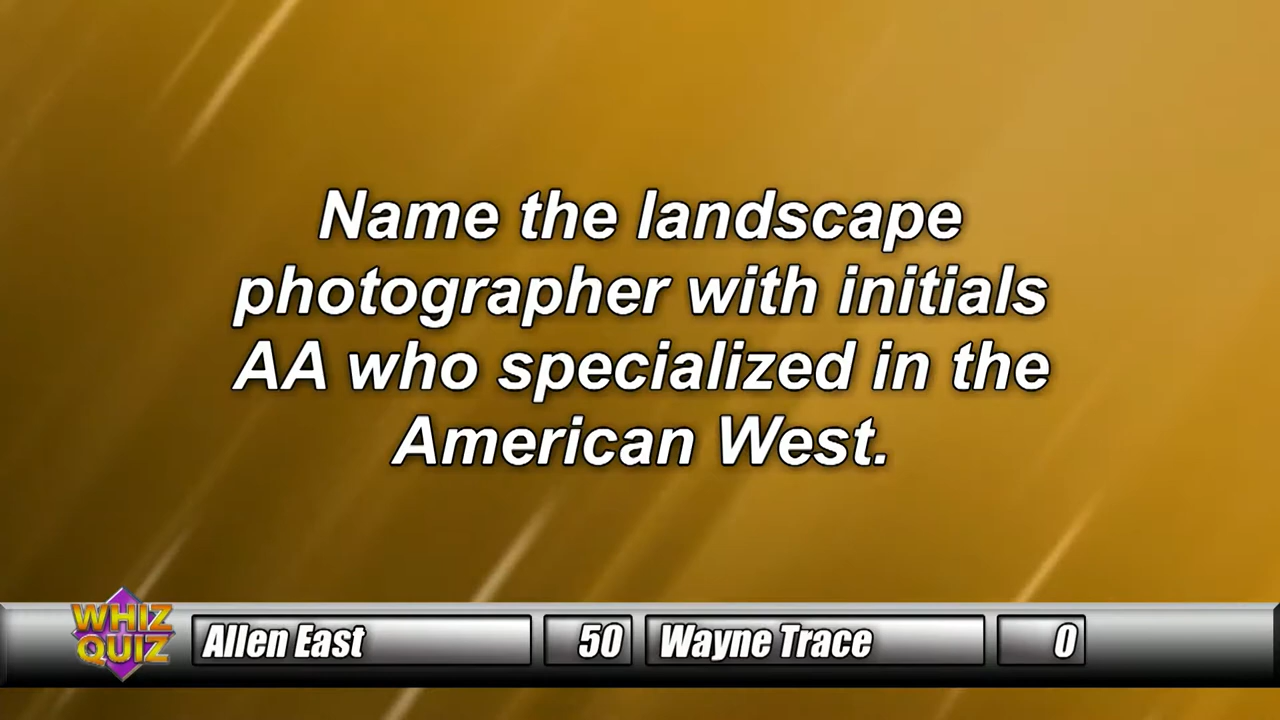 Name the landscape
photographer with initials
AA who specialized in the
American West.
WHIZ
QUIZ
Allen East 50 Wayne Trace 0